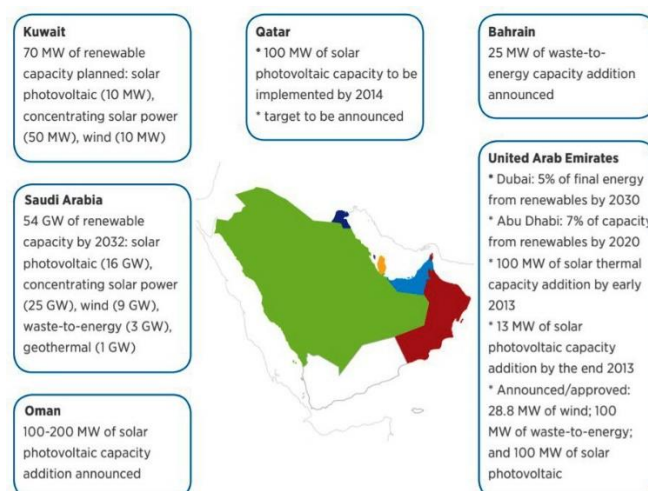 Kuwait
70 MW of renewable
capacity planned: solar
photovoltaic (10 MW),
concentrating solar power
(50 MW), wind (10 MW)
Qatar
* 100 MW of solar
photovoltaic capacity to be
implemented by 2014
* target to be announced
Bahrain
25 MW of waste-to-
energy capacity addition
announced
Saudi Arabia
54 GW of renewable
capacity by 2032: solar
photovoltaic (16 GW),
concentrating solar power
(25 GW), wind (9 GW),
waste-to-energy (3 GW),
geothermal (1 GW)
United Arab Emirates
* Dubai: 5% of final energy
from renewables by 2030
* Abu Dhabi: 7% of capacity
from renewables by 2020
* 100 MW of solar thermal
capacity addition by early
2013
* 13 MW of solar
photovoltaic capacity
addition by the end 2013
* Announced/approved:
28.8 MW of wind; 100
MW of waste-to-energy;
and 100 MW of solar
photovoltaic
Oman
100-200 MW of solar
photovoltaic capacity
addition announced